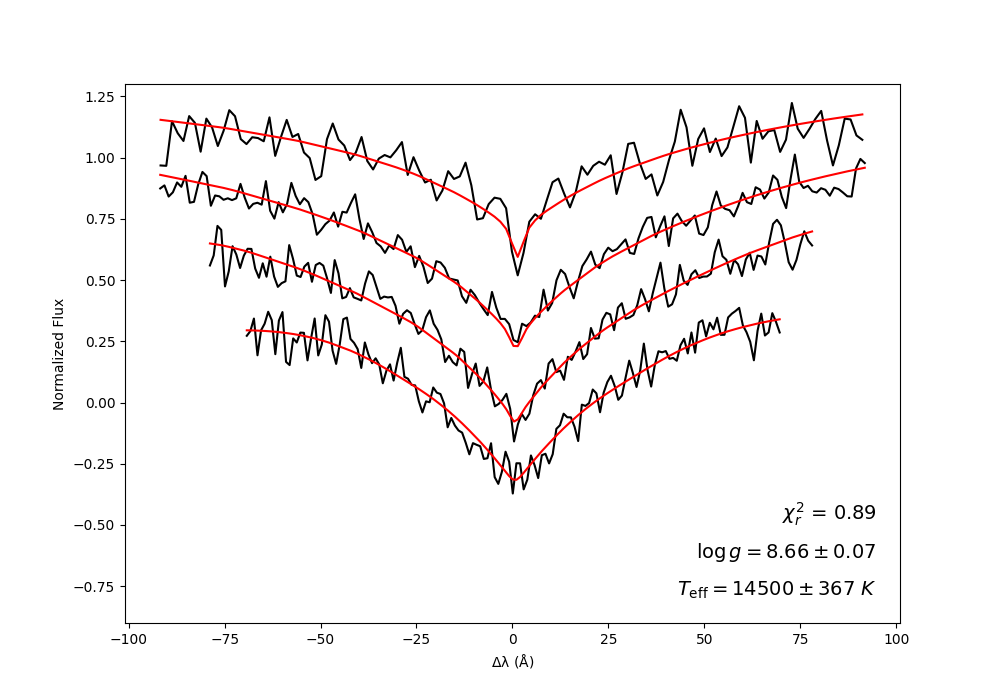 1.25
1.00
0.75
0.50
0.25
0.00
−0.25
−0.50
−0.75
Normalized Flux
χ²ᵣ = 0.89
log g = 8.66 ± 0.07
T_eff = 14500 ± 367 K
−100 −75 −50 −25 0 25 50 75 100
Δλ (Å)